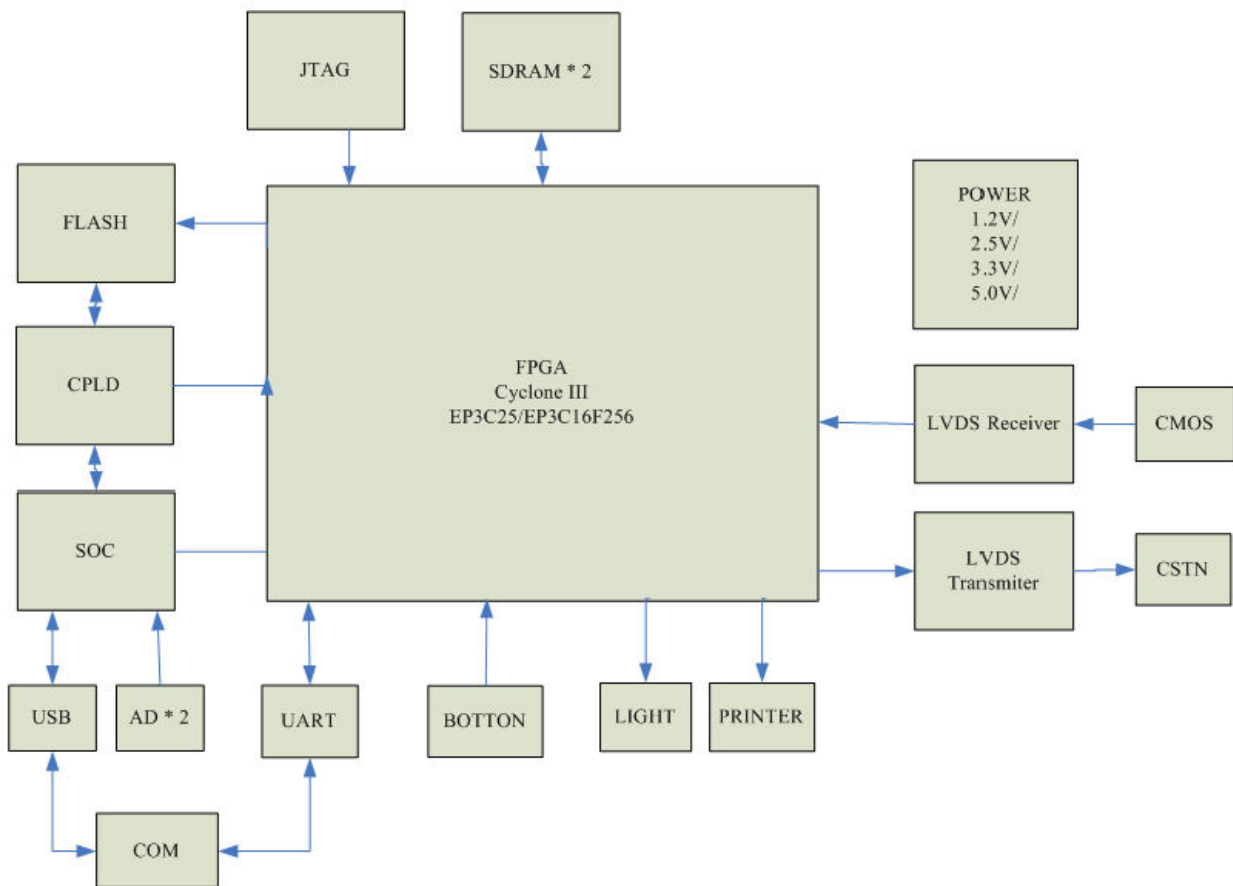 JTAG
SDRAM * 2
FLASH
POWER
1.2V/
2.5V/
3.3V/
5.0V/
CPLD
FPGA
Cyclone III
EP3C25/EP3C16F256
LVDS Receiver
CMOS
SOC
LVDS
Transmiter
CSTN
USB
AD * 2
UART
BOTTON
LIGHT
PRINTER
COM